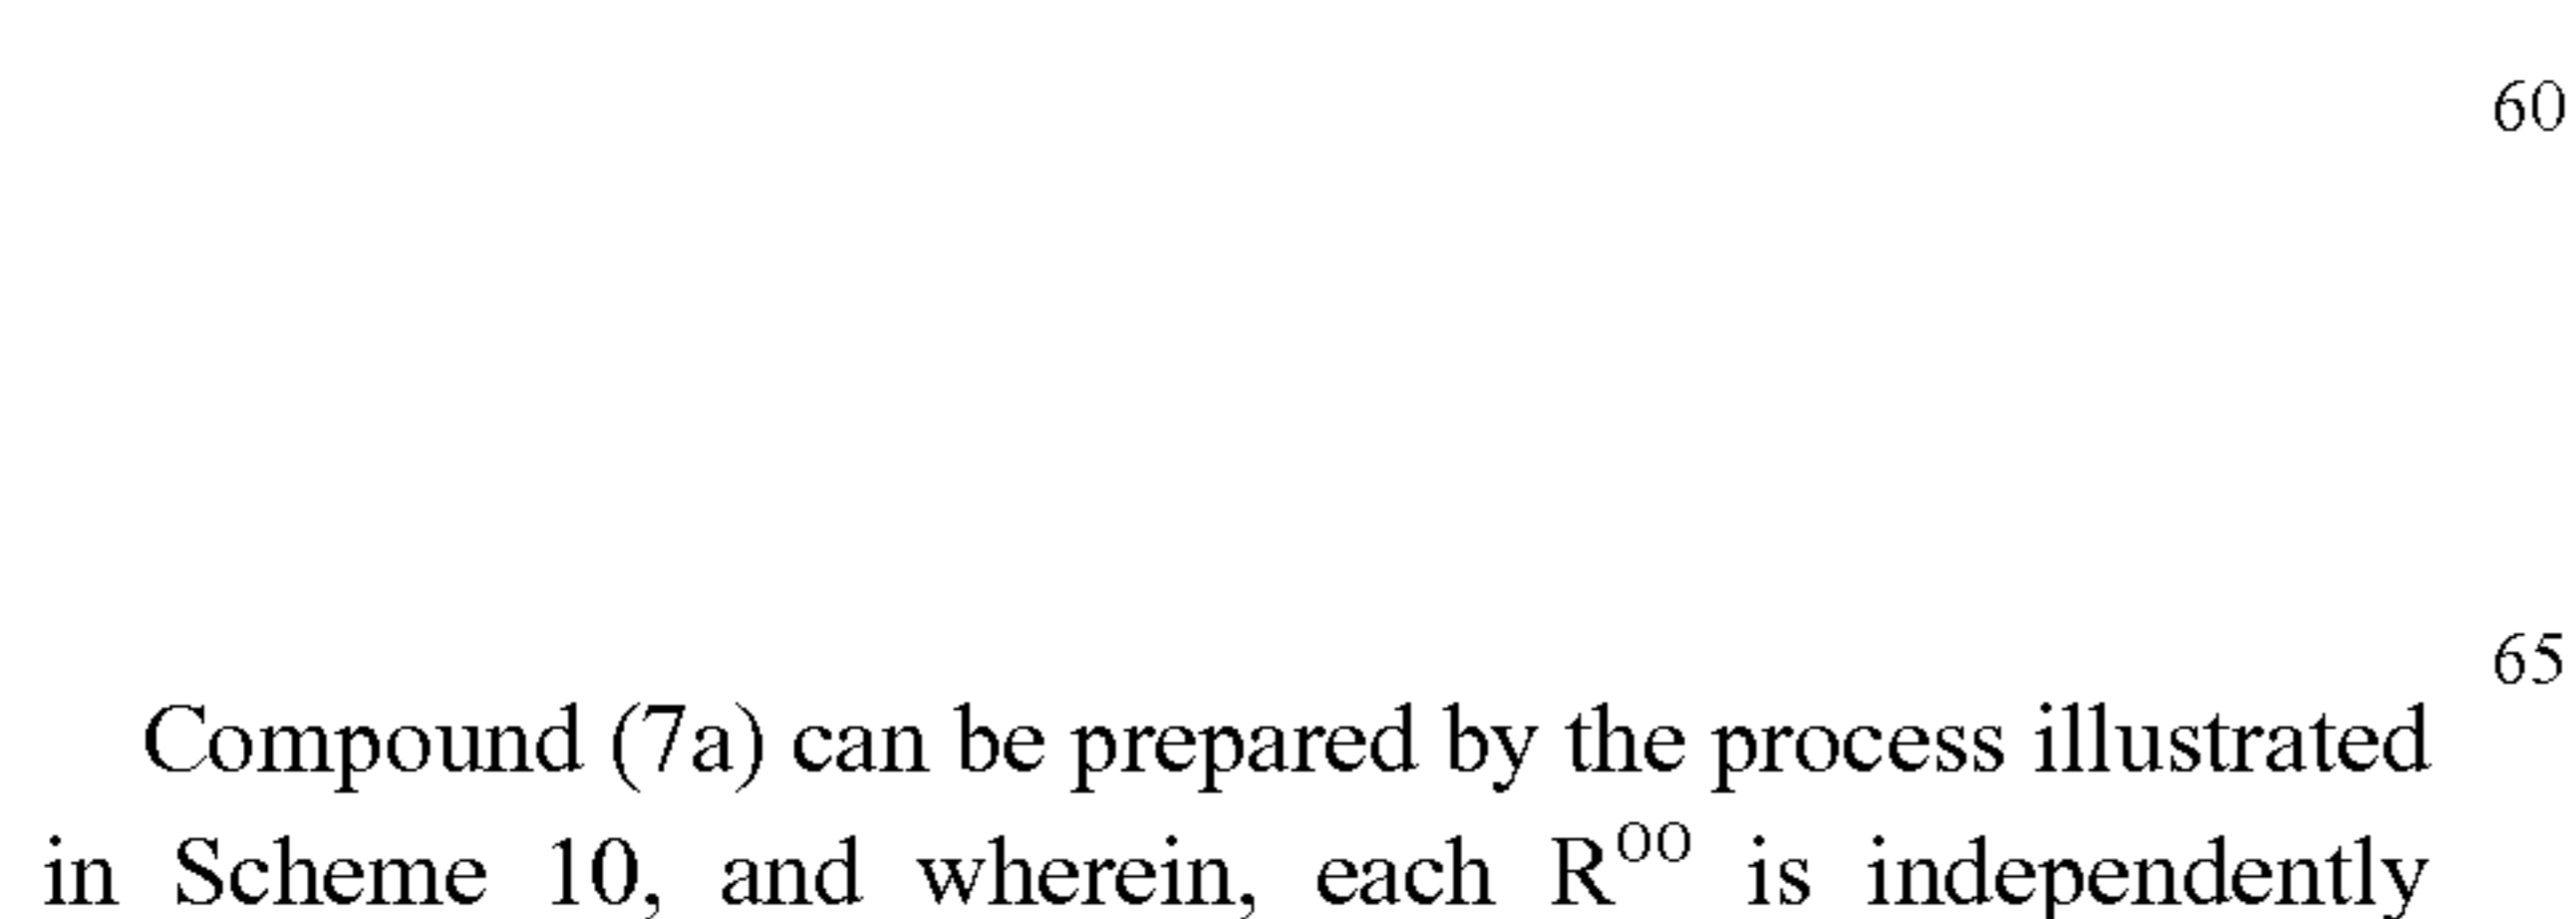 60
65
Compound (7a) can be prepared by the process illustrated
in Scheme 10, and wherein, each R⁰⁰ is independently